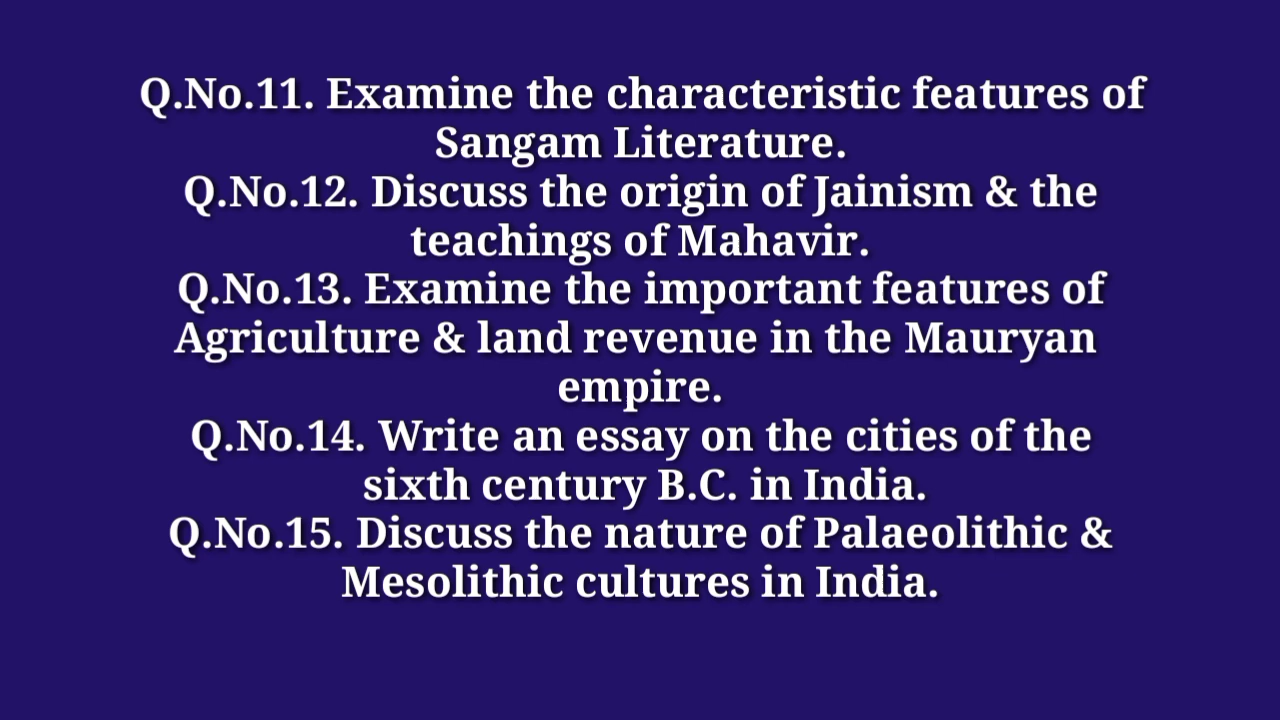 Q.No.11. Examine the characteristic features of
Sangam Literature.
Q.No.12. Discuss the origin of Jainism & the
teachings of Mahavir.
Q.No.13. Examine the important features of
Agriculture & land revenue in the Mauryan
empire.
Q.No.14. Write an essay on the cities of the
sixth century B.C. in India.
Q.No.15. Discuss the nature of Palaeolithic &
Mesolithic cultures in India.